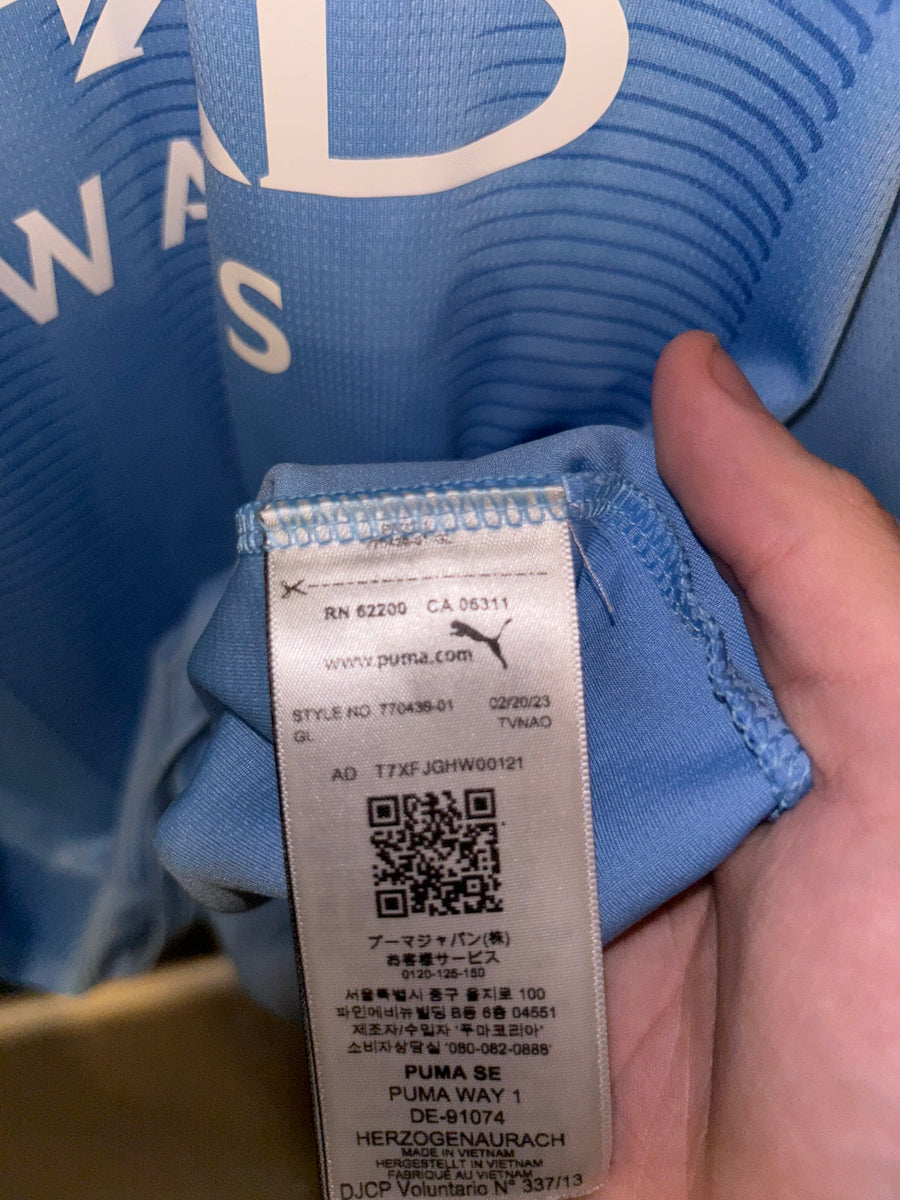 WA
S
RN 62200 CA 05311
www.puma.com
STYLE NO 770438-01 02/20/23
GL TVNAO
AD T7XFJGHW00121
プーマジャパン(株)
お客様サービス
0120-125-150
서울특별시 중구 을지로 100
파인에비뉴빌딩 B동 6층 04551
제조자/수입자 '푸마코리아'
소비자상담실 '080-082-0888'
PUMA SE
PUMA WAY 1
DE-91074
HERZOGENAURACH
MADE IN VIETNAM
HERGESTELLT IN VIETNAM
FABRIQUÉ AU VIETNAM
DJCP Voluntario N° 337/13